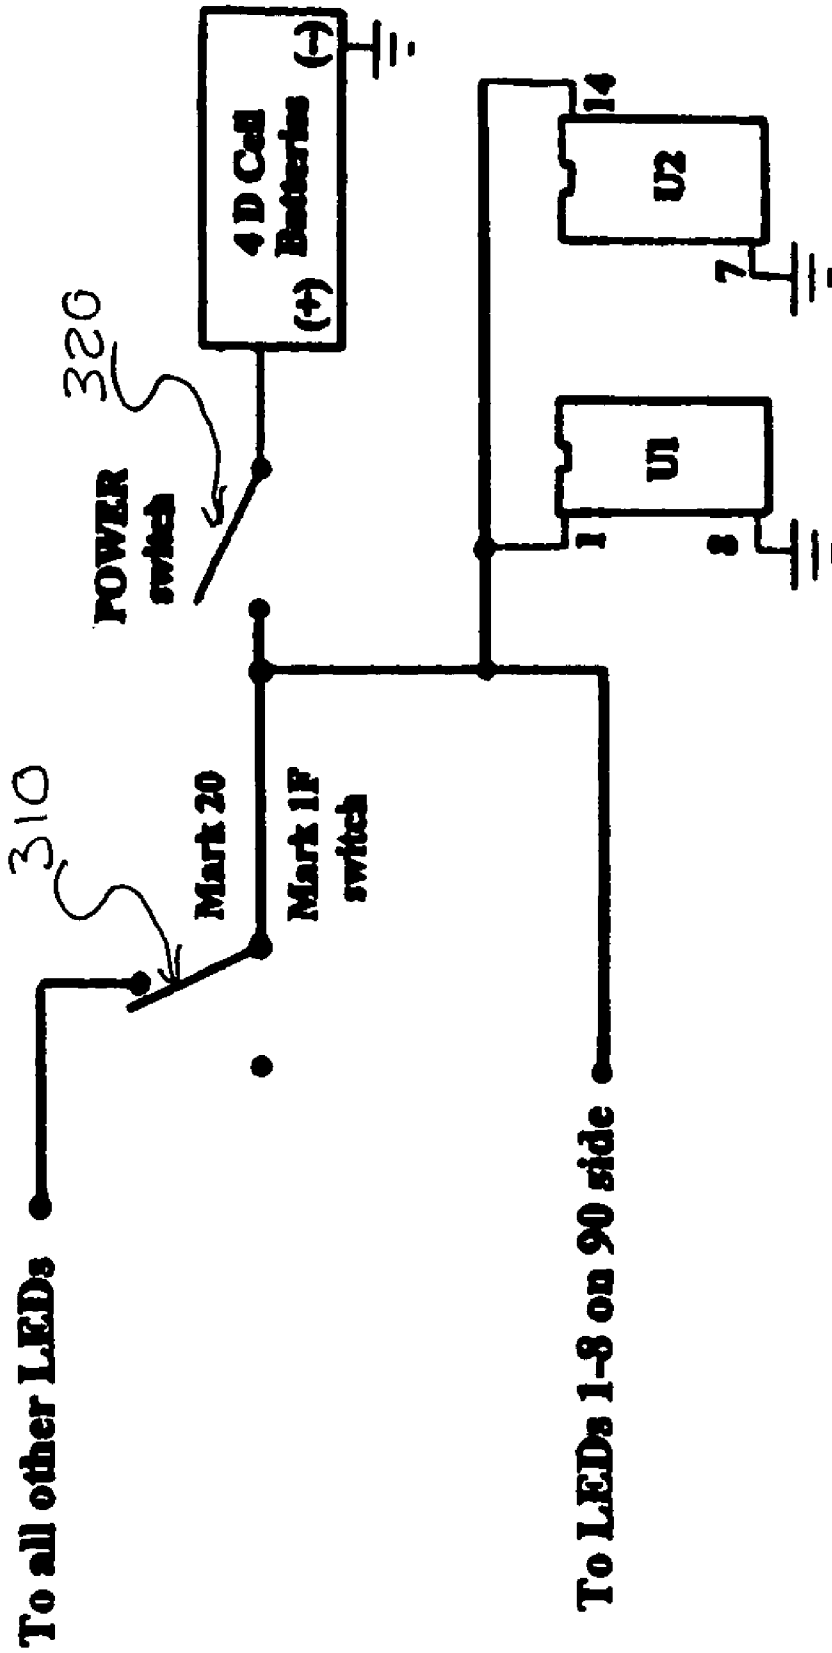 To all other LEDs
310
Mark 20
Mark 1F
switch
POWER
switch
320
4 D Cell
Batteries
(+)
(-)
To LEDs 1-8 on 90 side
1
8
U1
7
14
U2